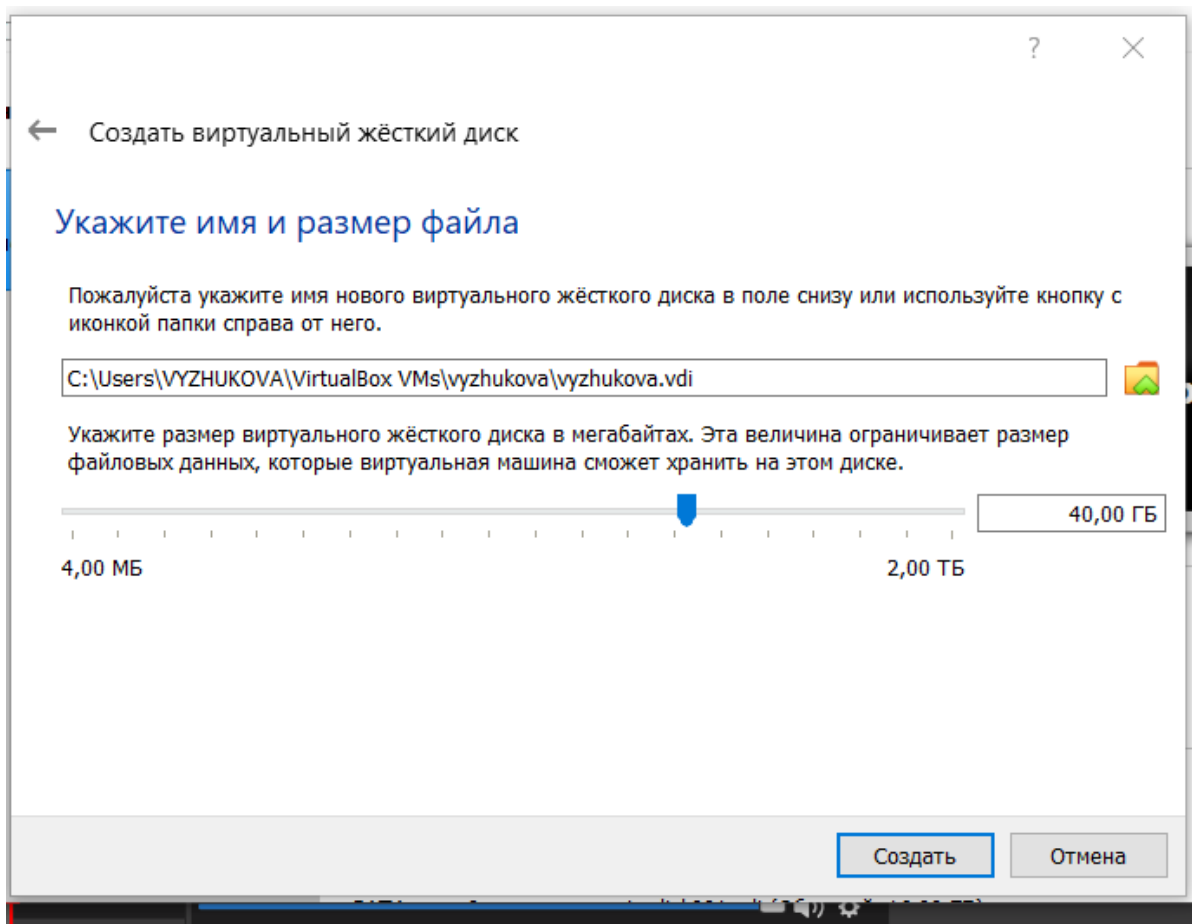 ?
Создать виртуальный жёсткий диск
Укажите имя и размер файла
Пожалуйста укажите имя нового виртуального жёсткого диска в поле снизу или используйте кнопку с
иконкой папки справа от него.
C:\Users\VYZHUKOVA\VirtualBox VMs\vyzhukova\vyzhukova.vdi
Укажите размер виртуального жёсткого диска в мегабайтах. Эта величина ограничивает размер
файловых данных, которые виртуальная машина сможет хранить на этом диске.
40,00 ГБ
4,00 МБ 2,00 ТБ
Создать Отмена